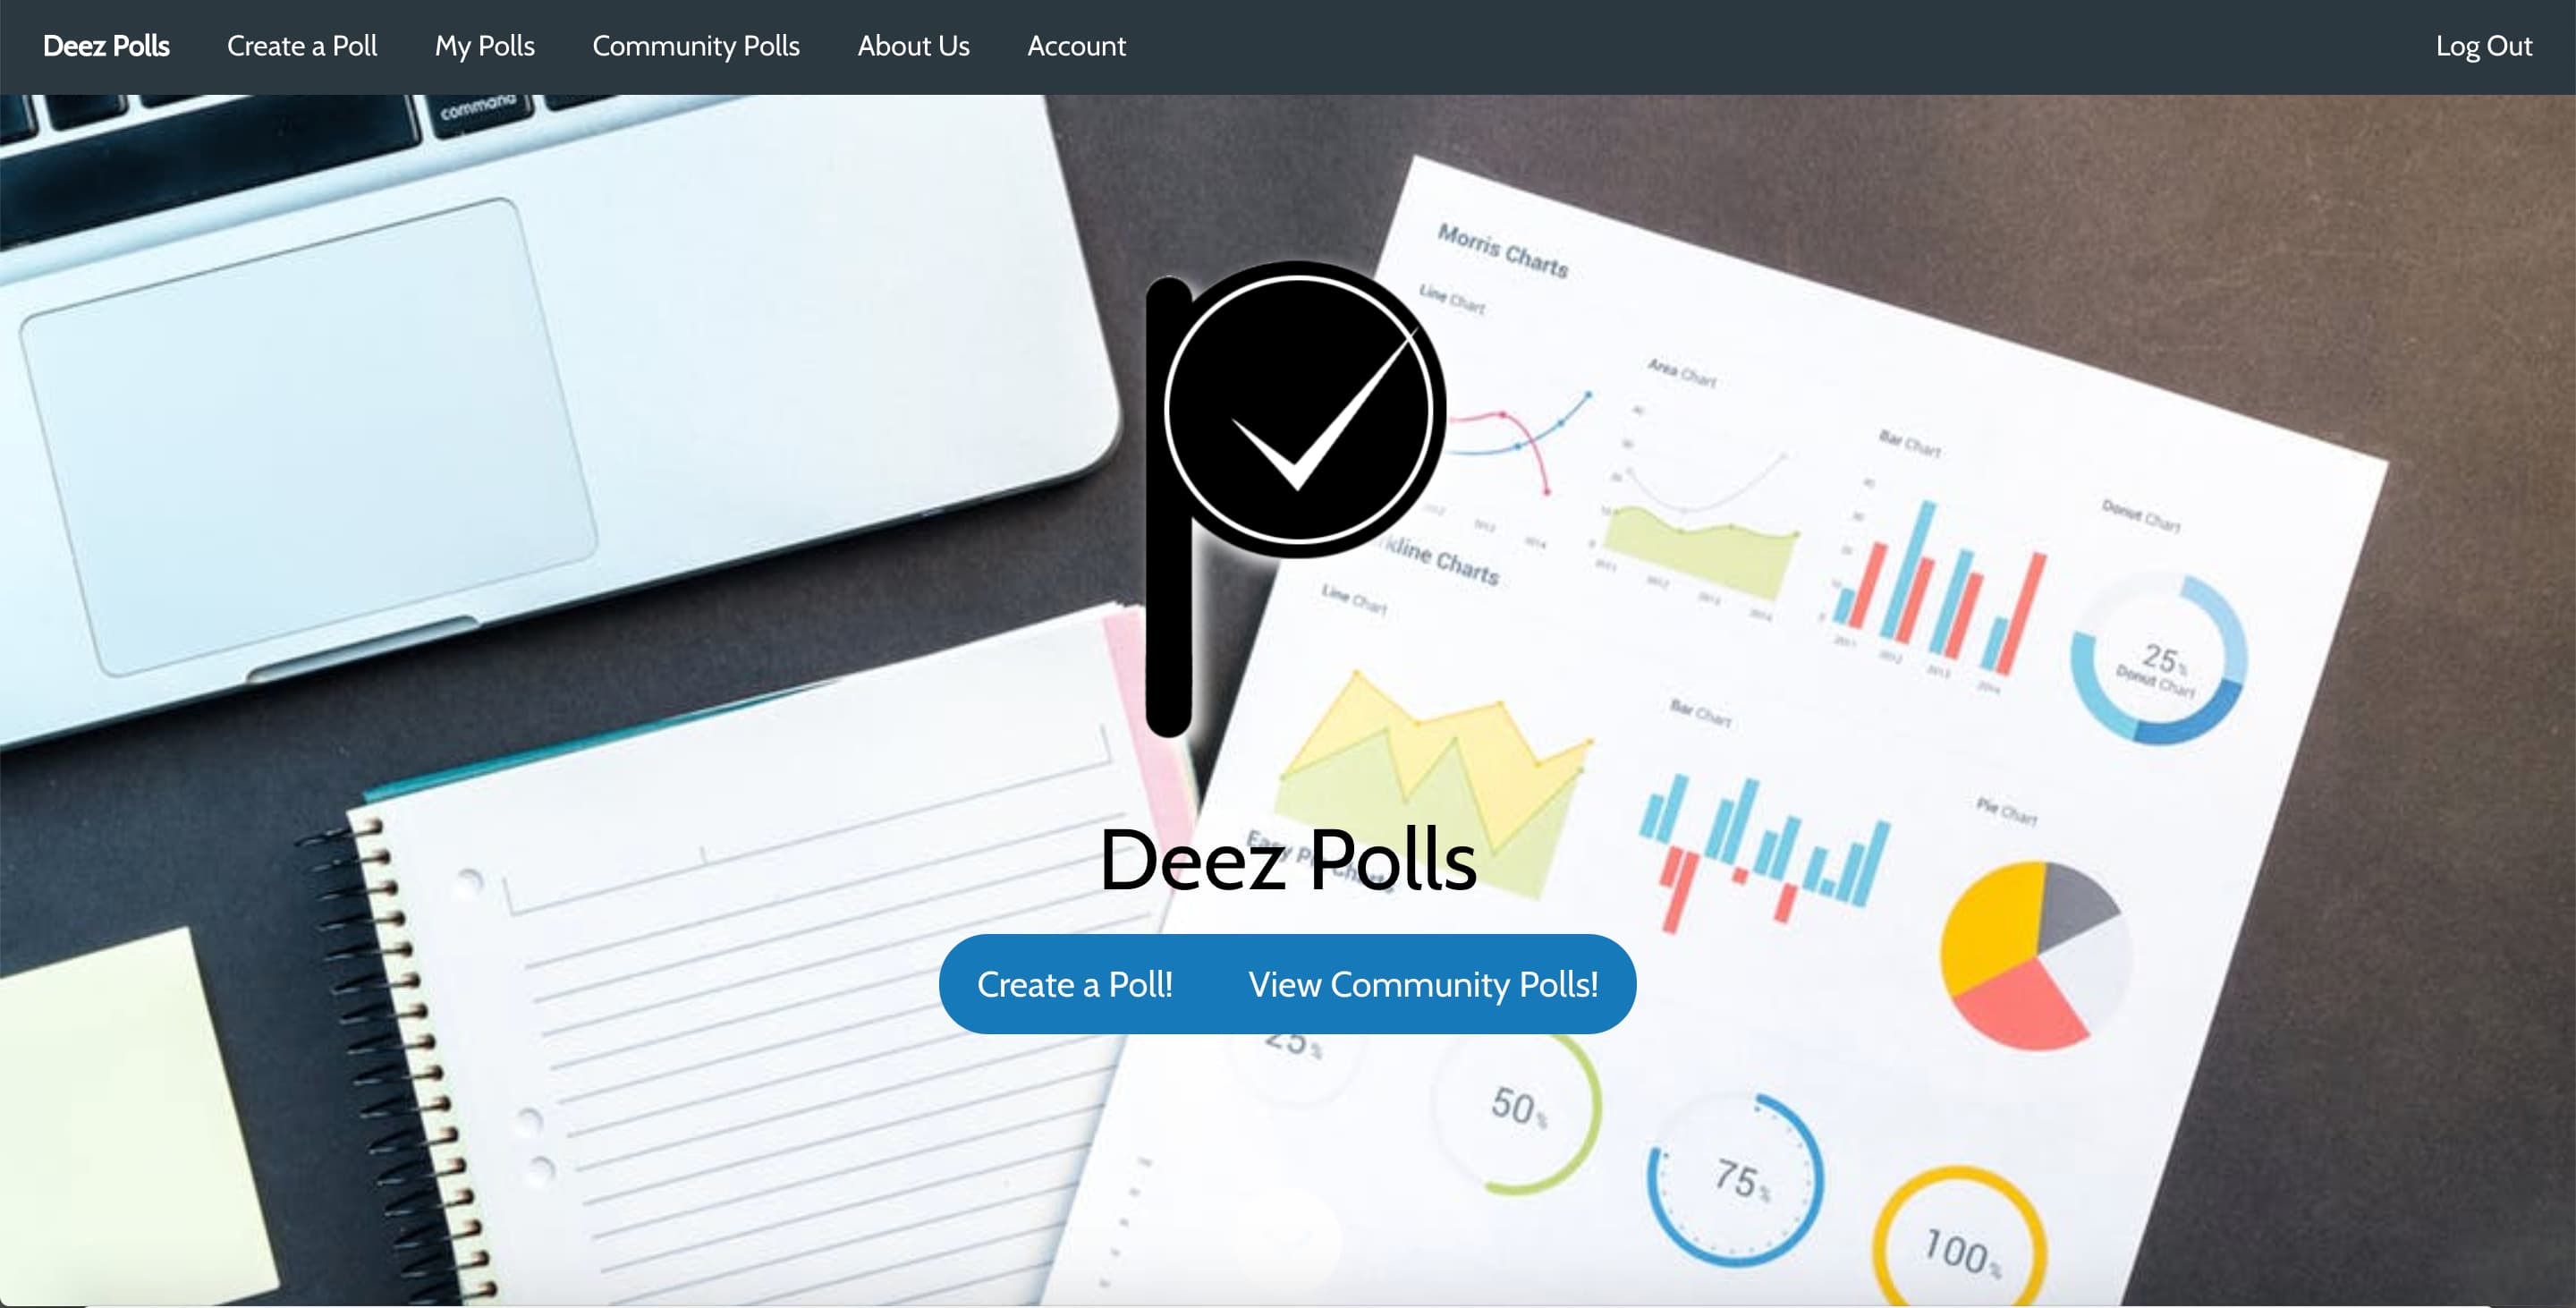 Deez Polls Create a Poll My Polls Community Polls About Us Account Log Out
command
Morris Charts
Line Chart
Area Chart
Bar Chart
Donut Chart
25%
Donut Chart
kline Charts
Line Chart
Bar Chart
Pie Chart
Deez Polls
Create a Poll! View Community Polls!
25%
50%
75%
100%